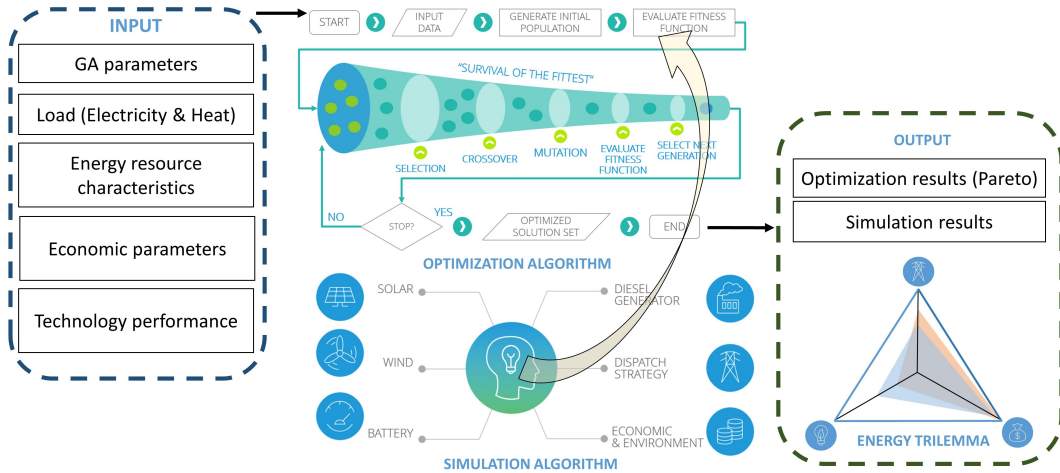 INPUT
GA parameters
Load (Electricity & Heat)
Energy resource
characteristics
Economic parameters
Technology performance
START
INPUT
DATA
GENERATE INITIAL
POPULATION
EVALUATE FITNESS
FUNCTION
"SURVIVAL OF THE FITTEST"
SELECTION
CROSSOVER
MUTATION
EVALUATE
FITNESS
FUNCTION
SELECT NEXT
GENERATION
NO
STOP?
YES
OPTIMIZED
SOLUTION SET
END
OPTIMIZATION ALGORITHM
SOLAR
WIND
BATTERY
DIESEL
GENERATOR
DISPATCH
STRATEGY
ECONOMIC
& ENVIRONMENT
SIMULATION ALGORITHM
OUTPUT
Optimization results (Pareto)
Simulation results
$
ENERGY TRILEMMA